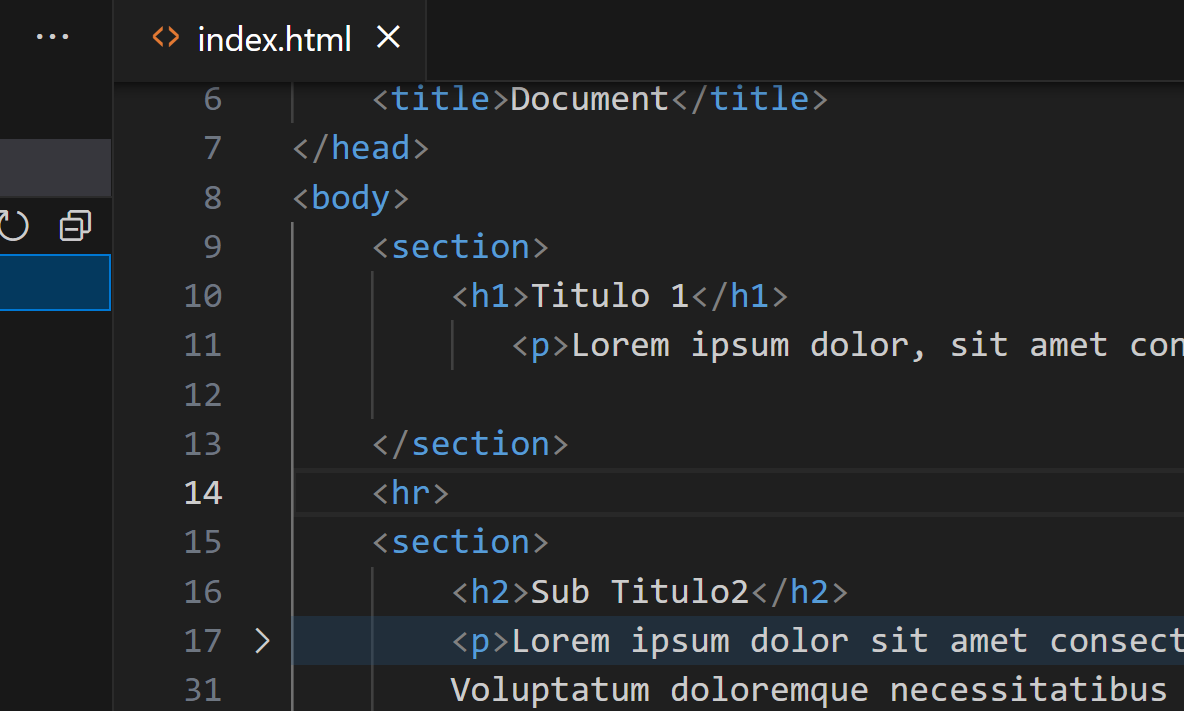 index.html
6 <title>Document</title>
7 </head>
8 <body>
9 <section>
10 <h1>Titulo 1</h1>
11 <p>Lorem ipsum dolor, sit amet con
12
13 </section>
14 <hr>
15 <section>
16 <h2>Sub Titulo2</h2>
17 <p>Lorem ipsum dolor sit amet consect
31 Voluptatum doloremque necessitatibus